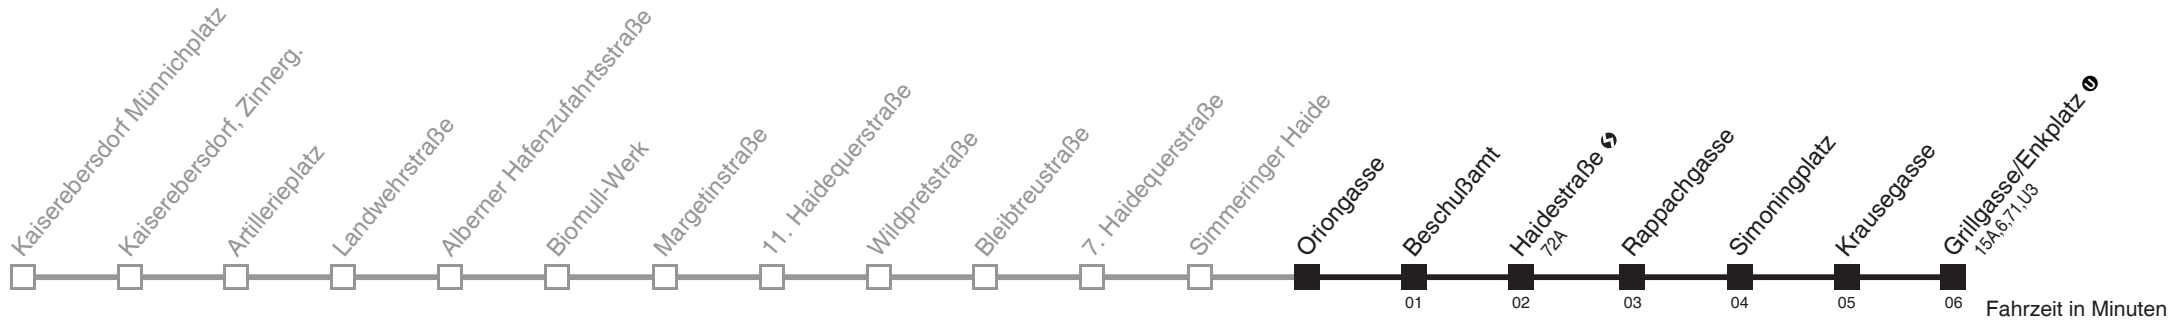 Kaiserebersdorf Münnichplatz
Kaiserebersdorf, Zinnerg.
Artillerieplatz
Landwehrstraße
Alberner Hafenzufahrtsstraße
Biomull-Werk
Margetinstraße
11. Haidequerstraße
Wildpretstraße
Bleibtreustraße
7. Haidequerstraße
Simmeringer Haide
Oriongasse
Beschußamt
Haidestraße S
72A
Rappachgasse
Simoningplatz
Krausegasse
Grillgasse/Enkplatz U
15A,6,71,U3
01 02 03 04 05 06
Fahrzeit in Minuten